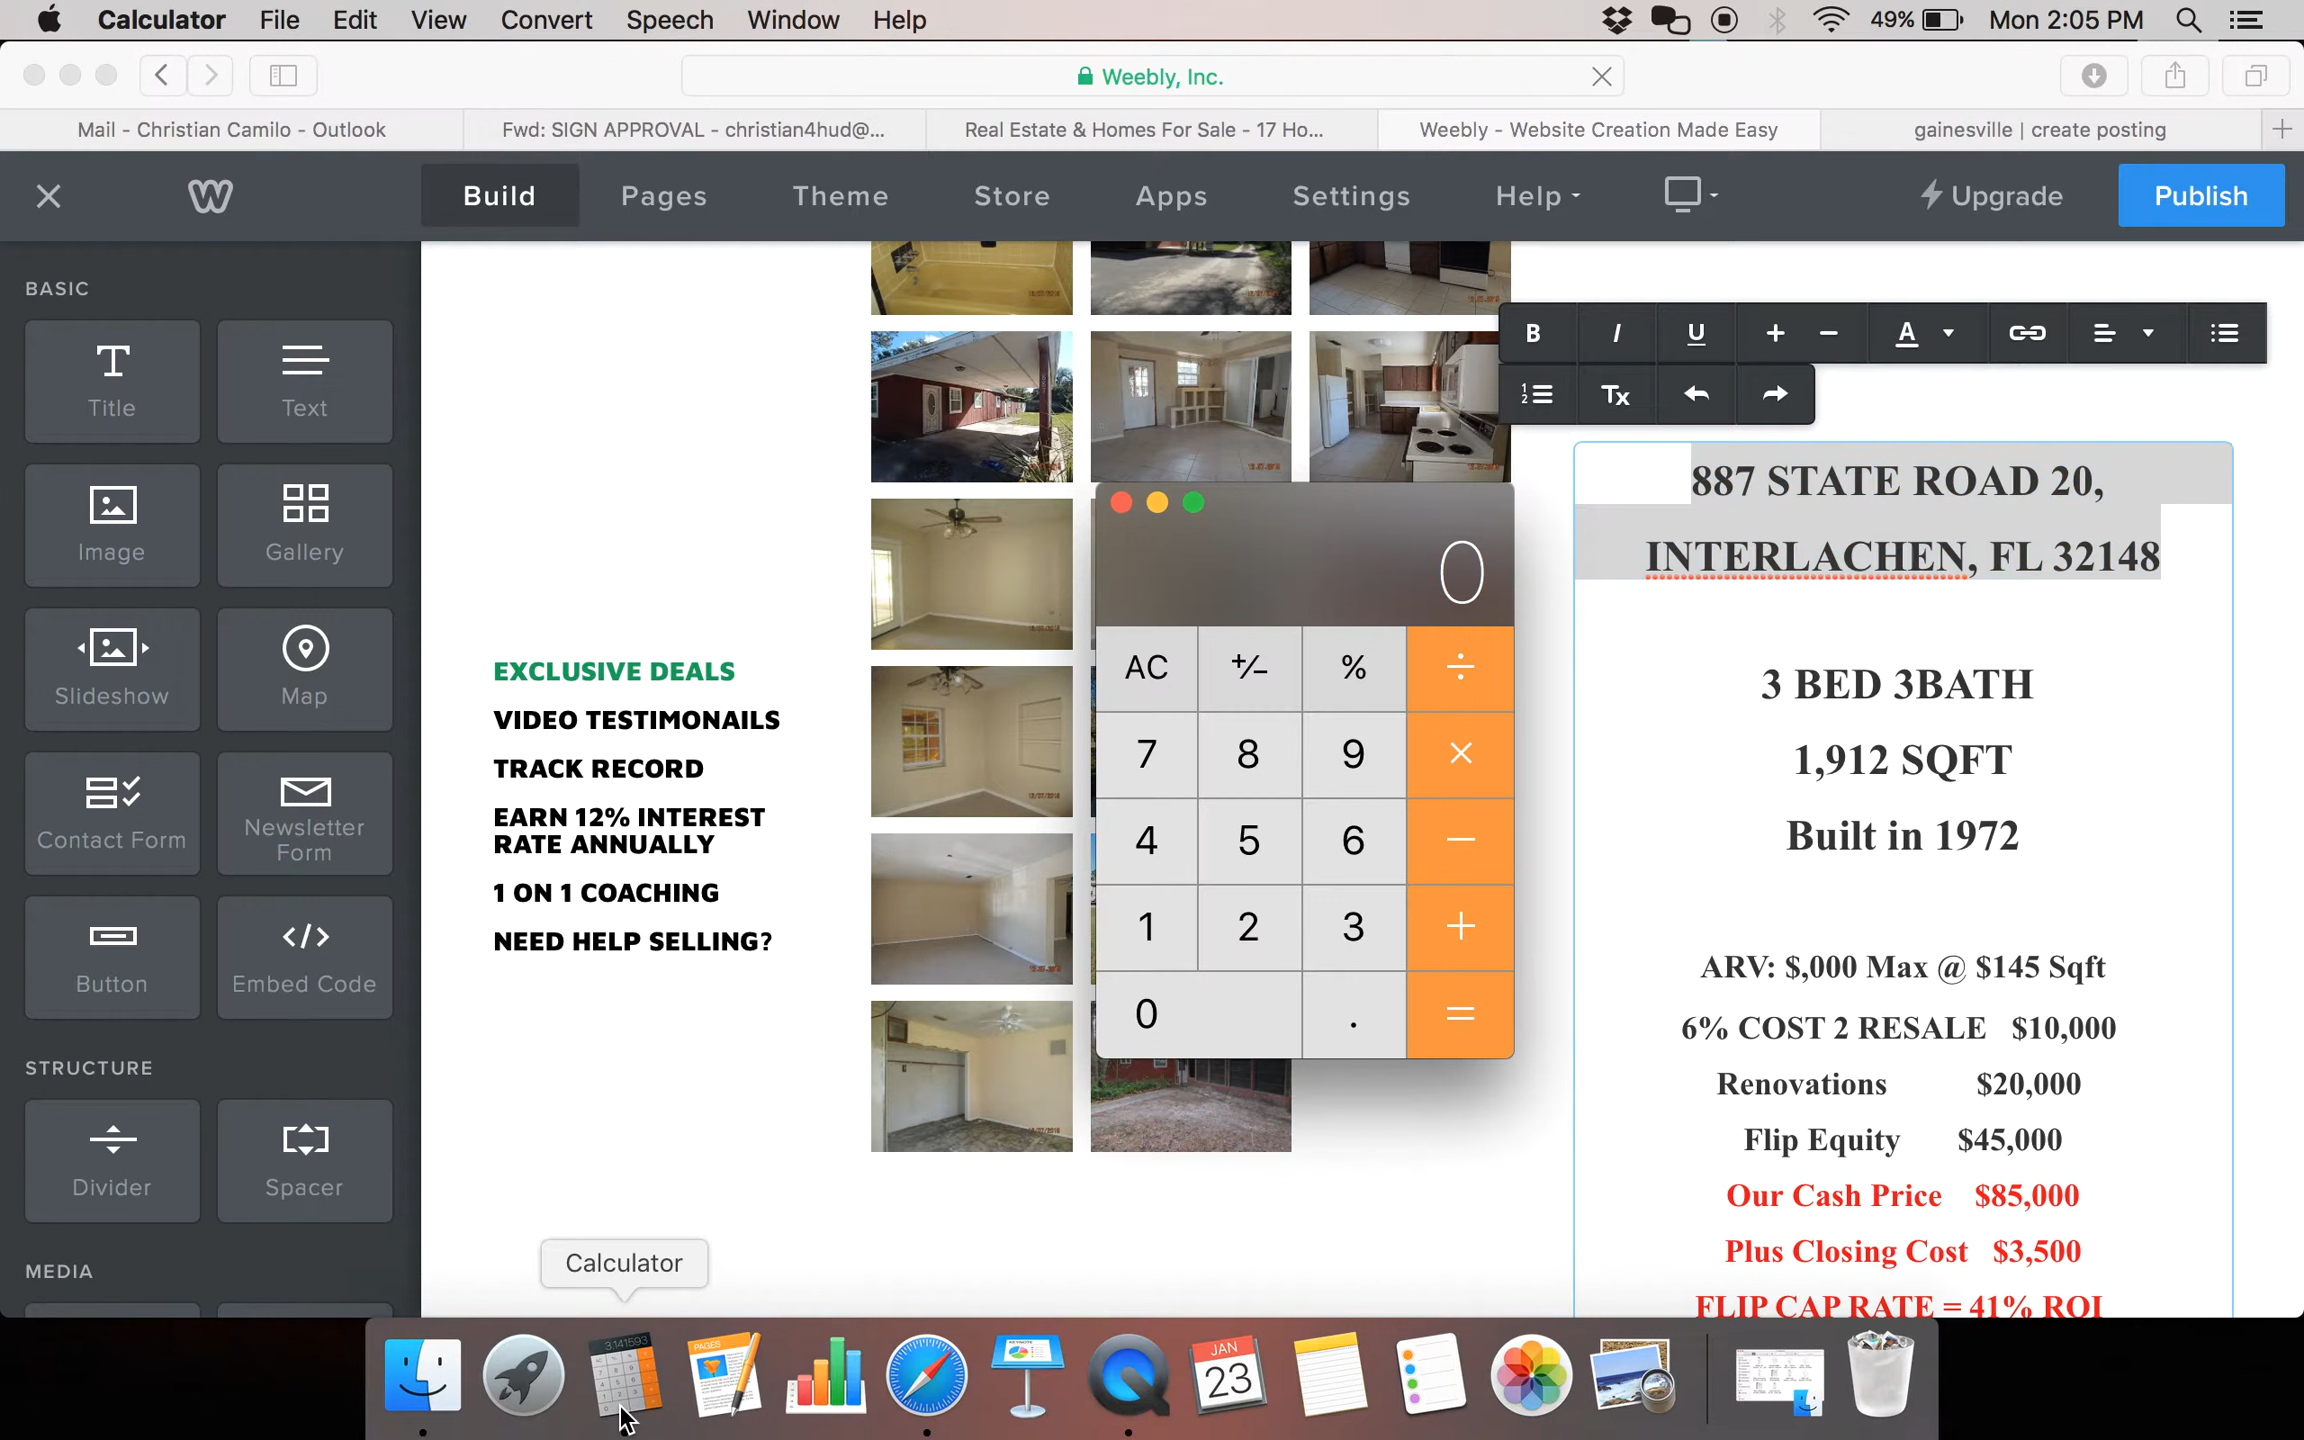 Calculator File Edit View Convert Speech Window Help 49% Mon 2:05 PM
Weebly, Inc.
Mail - Christian Camilo - Outlook
Fwd: SIGN APPROVAL - christian4hud@...
Real Estate & Homes For Sale - 17 Ho...
Weebly - Website Creation Made Easy
gainesville | create posting
W Build Pages Theme Store Apps Settings Help Upgrade Publish
BASIC
Title Text
Image Gallery
Slideshow Map
Contact Form Newsletter Form
Button Embed Code
STRUCTURE
Divider Spacer
MEDIA
EXCLUSIVE DEALS
VIDEO TESTIMONAILS
TRACK RECORD
EARN 12% INTEREST
RATE ANNUALLY
1 ON 1 COACHING
NEED HELP SELLING?
0
AC +/− % ÷
7 8 9 ×
4 5 6 −
1 2 3 +
0 . =
B I U + − A
Tx
887 STATE ROAD 20,
INTERLACHEN, FL 32148
3 BED 3BATH
1,912 SQFT
Built in 1972
ARV: $,000 Max @ $145 Sqft
6% COST 2 RESALE $10,000
Renovations $20,000
Flip Equity $45,000
Our Cash Price $85,000
Plus Closing Cost $3,500
FLIP CAP RATE = 41% ROI
Calculator
3.141593
PAGES
JAN
23